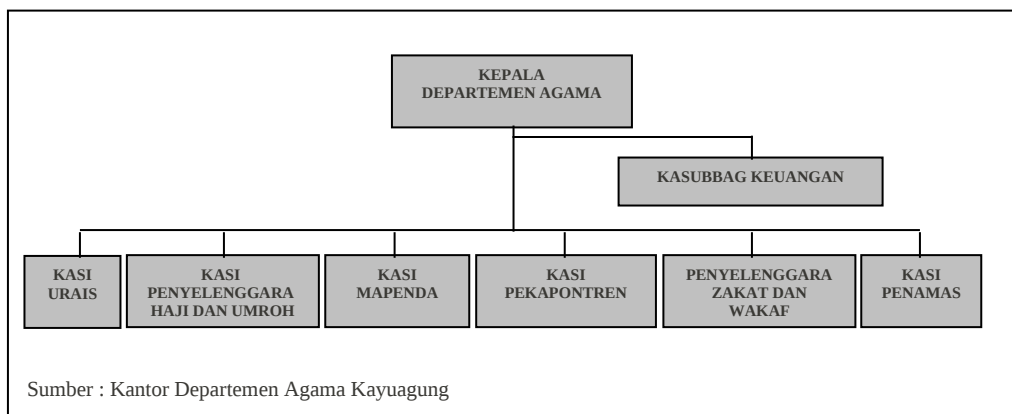 KEPALA
DEPARTEMEN AGAMA
KASUBBAG KEUANGAN
KASI
URAIS
KASI
PENYELENGGARA
HAJI DAN UMROH
KASI
MAPENDA
KASI
PEKAPONTREN
PENYELENGGARA
ZAKAT DAN
WAKAF
KASI
PENAMAS
Sumber : Kantor Departemen Agama Kayuagung